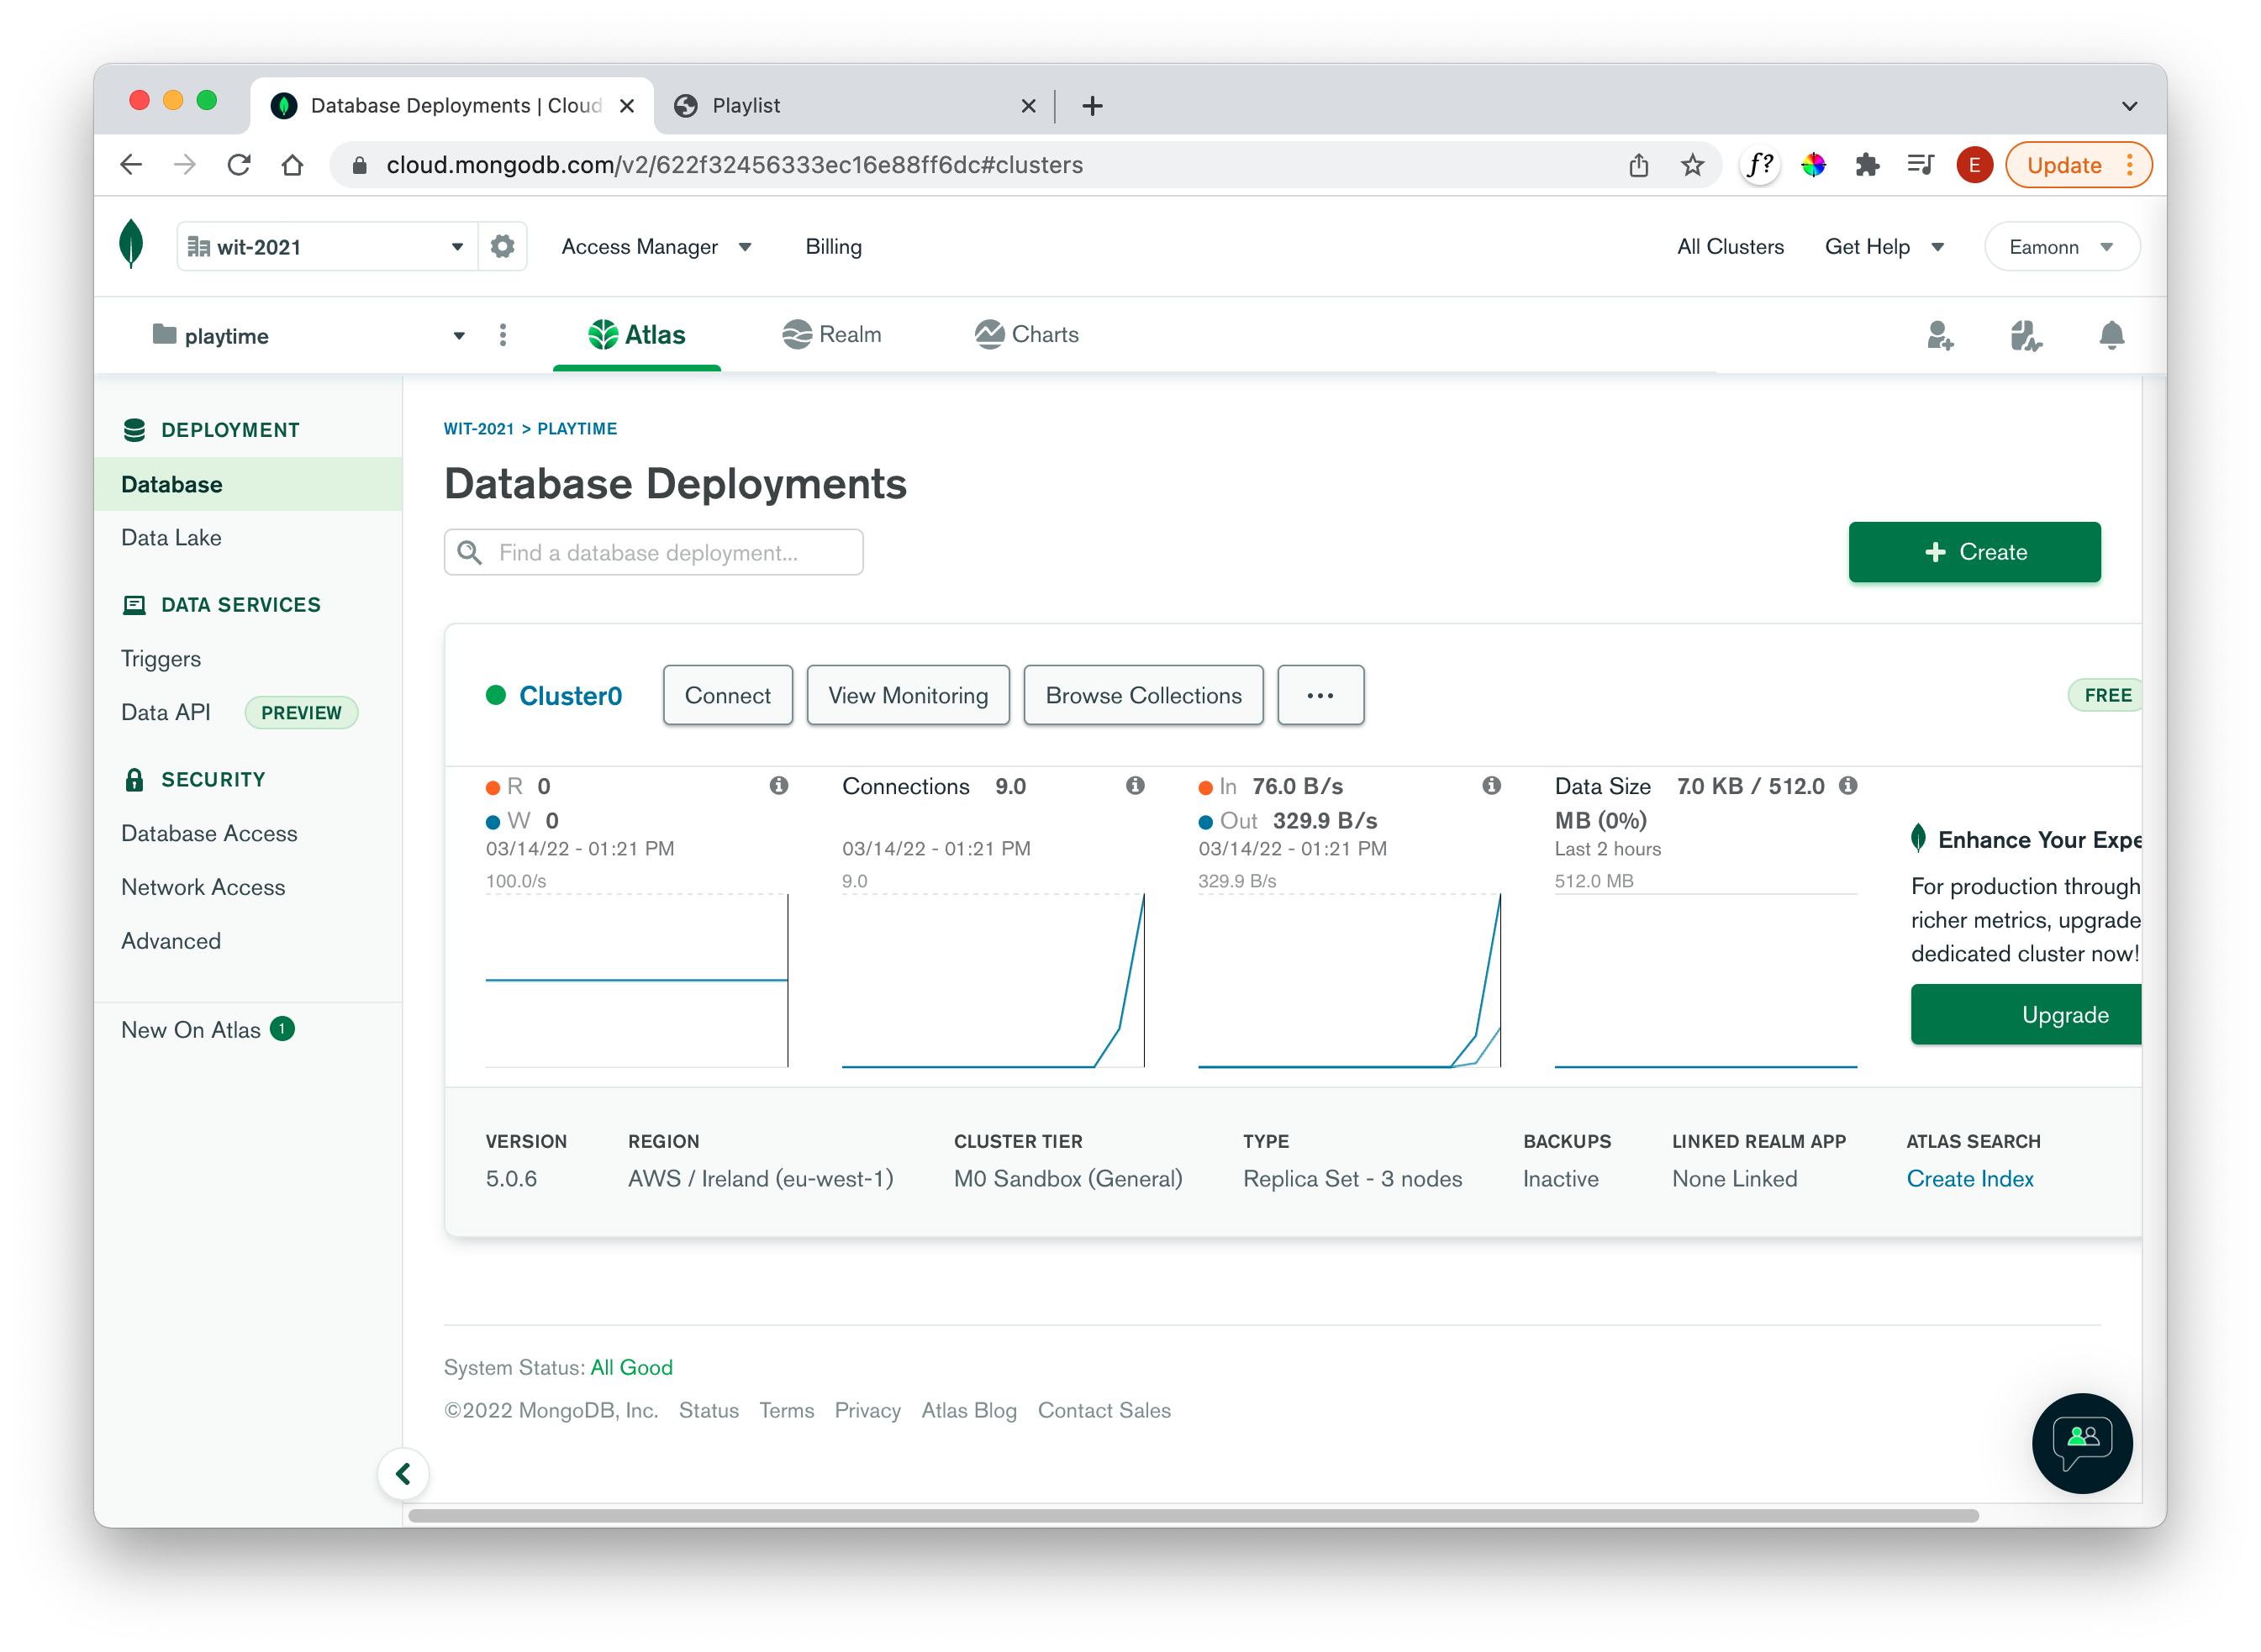 Database Deployments | Cloud
Playlist
cloud.mongodb.com/v2/622f32456333ec16e88ff6dc#clusters
f?
E
Update
wit-2021
Access Manager
Billing
All Clusters
Get Help
Eamonn
playtime
Atlas
Realm
Charts
DEPLOYMENT
Database
Data Lake
DATA SERVICES
Triggers
Data API PREVIEW
SECURITY
Database Access
Network Access
Advanced
New On Atlas 1
WIT-2021 > PLAYTIME
Database Deployments
Find a database deployment...
+ Create
Cluster0
Connect
View Monitoring
Browse Collections
...
FREE
R 0
W 0
03/14/22 - 01:21 PM
100.0/s
Connections 9.0
03/14/22 - 01:21 PM
9.0
In 76.0 B/s
Out 329.9 B/s
03/14/22 - 01:21 PM
329.9 B/s
Data Size 7.0 KB / 512.0
MB (0%)
Last 2 hours
512.0 MB
Enhance Your Expe
For production through
richer metrics, upgrade
dedicated cluster now!
Upgrade
VERSION
5.0.6
REGION
AWS / Ireland (eu-west-1)
CLUSTER TIER
M0 Sandbox (General)
TYPE
Replica Set - 3 nodes
BACKUPS
Inactive
LINKED REALM APP
None Linked
ATLAS SEARCH
Create Index
System Status: All Good
©2022 MongoDB, Inc. Status Terms Privacy Atlas Blog Contact Sales